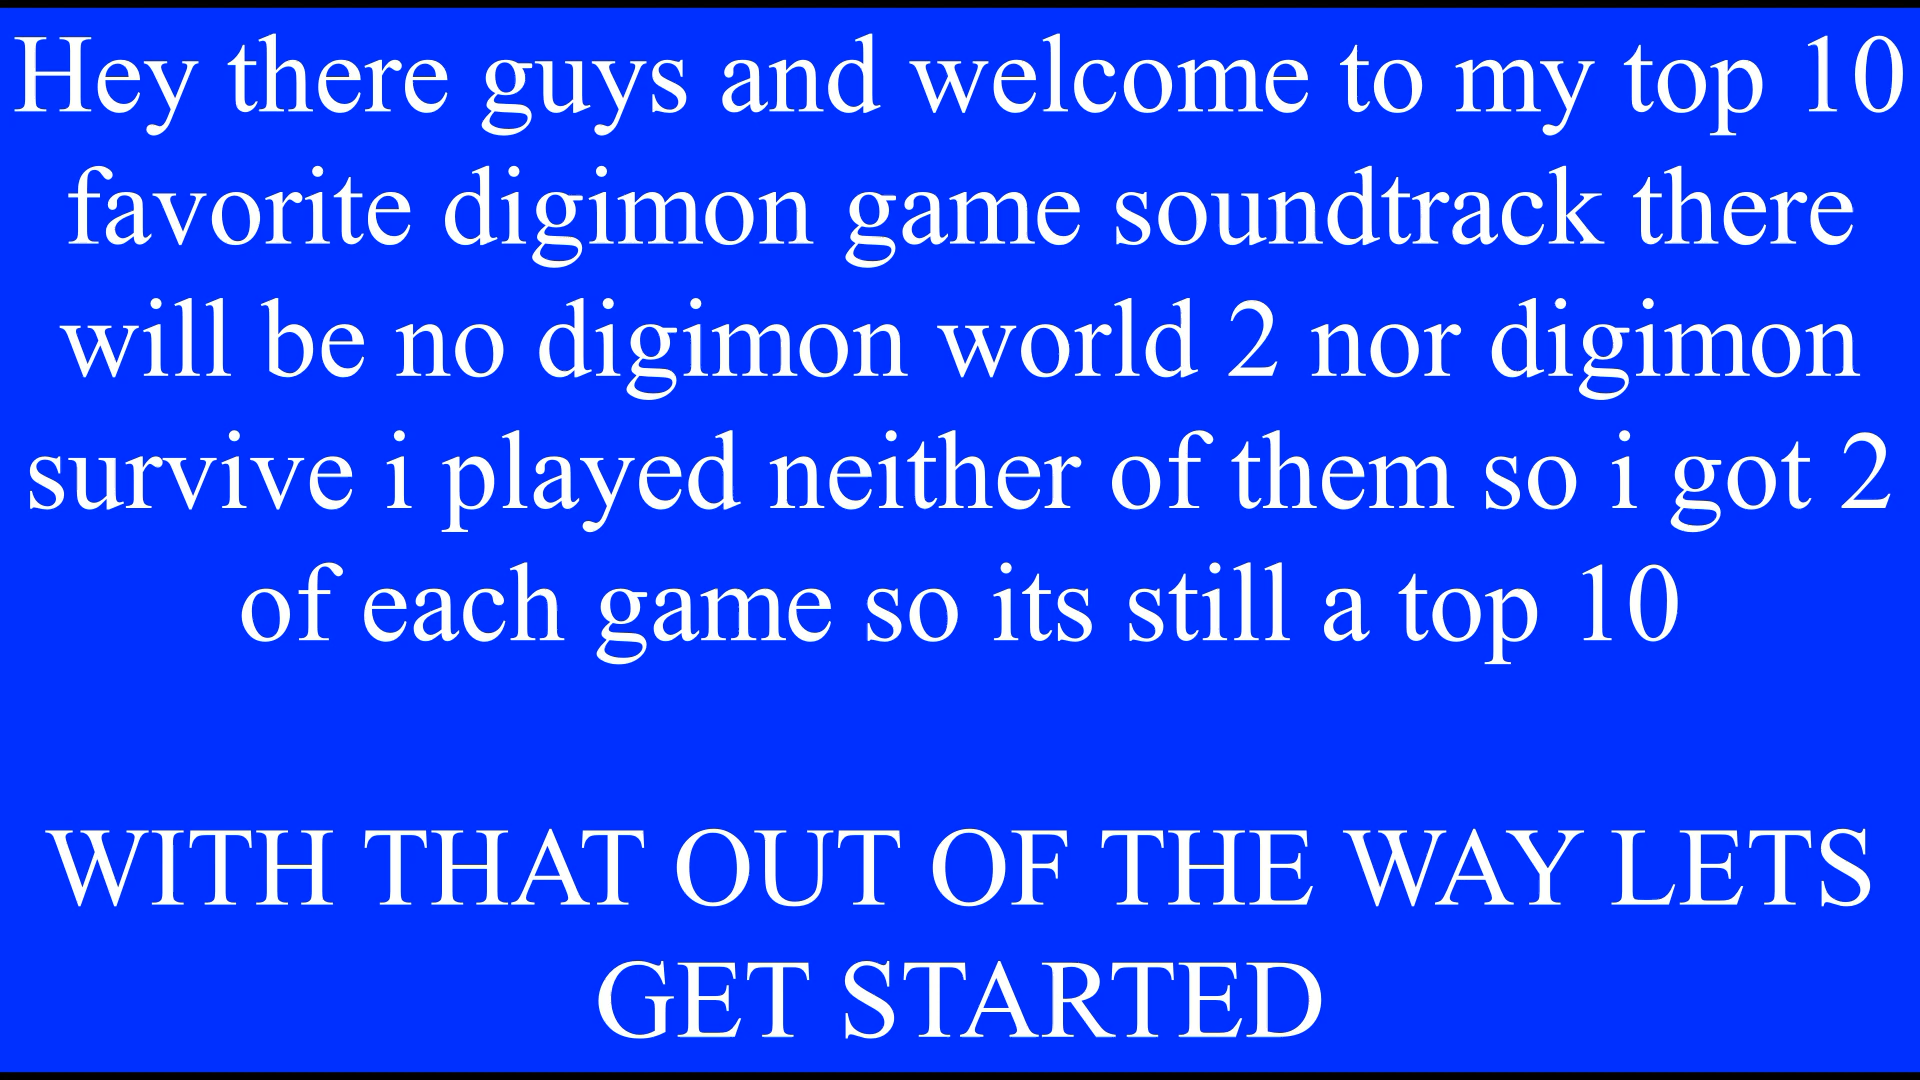 Hey there guys and welcome to my top 10
favorite digimon game soundtrack there
will be no digimon world 2 nor digimon
survive i played neither of them so i got 2
of each game so its still a top 10
WITH THAT OUT OF THE WAY LETS
GET STARTED